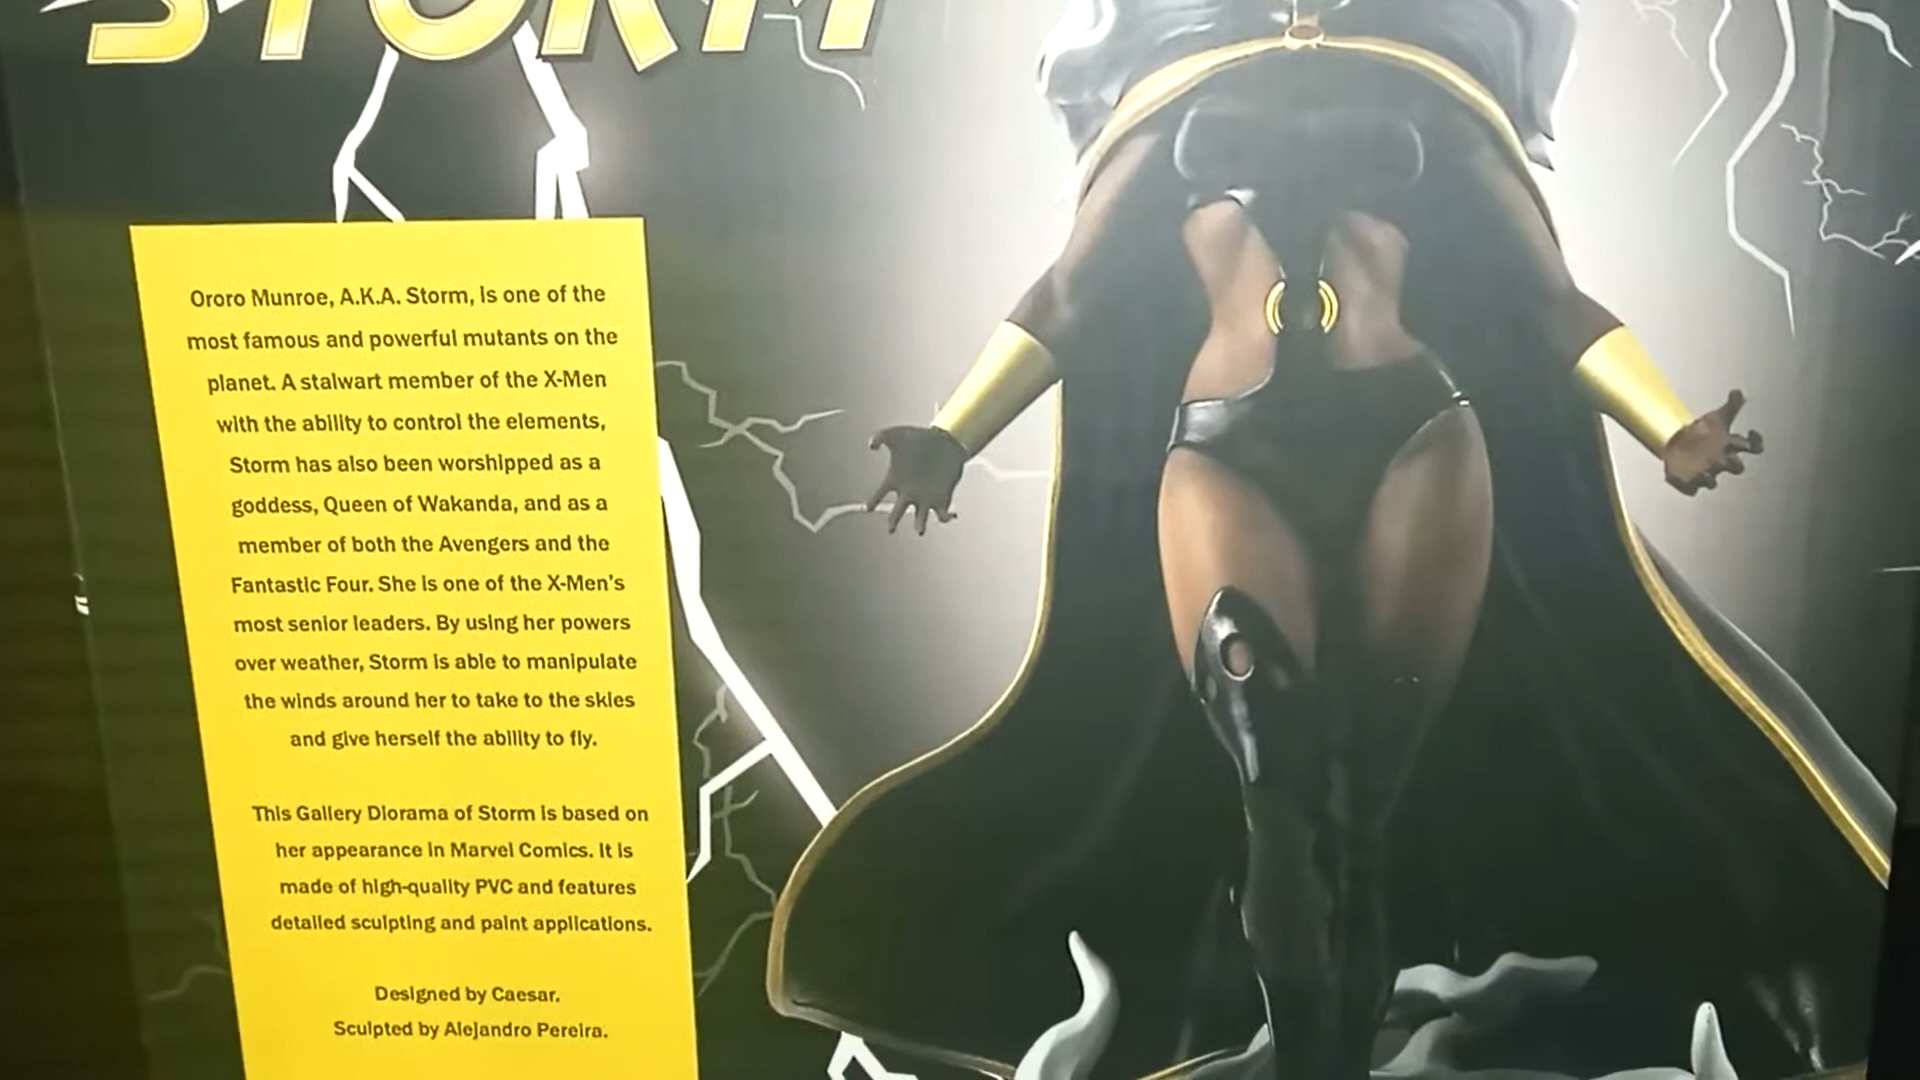 STORM
Ororo Munroe, A.K.A. Storm, is one of the
most famous and powerful mutants on the
planet. A stalwart member of the X-Men
with the ability to control the elements,
Storm has also been worshipped as a
goddess, Queen of Wakanda, and as a
member of both the Avengers and the
Fantastic Four. She is one of the X-Men's
most senior leaders. By using her powers
over weather, Storm is able to manipulate
the winds around her to take to the skies
and give herself the ability to fly.
This Gallery Diorama of Storm is based on
her appearance in Marvel Comics. It is
made of high-quality PVC and features
detailed sculpting and paint applications.
Designed by Caesar.
Sculpted by Alejandro Pereira.